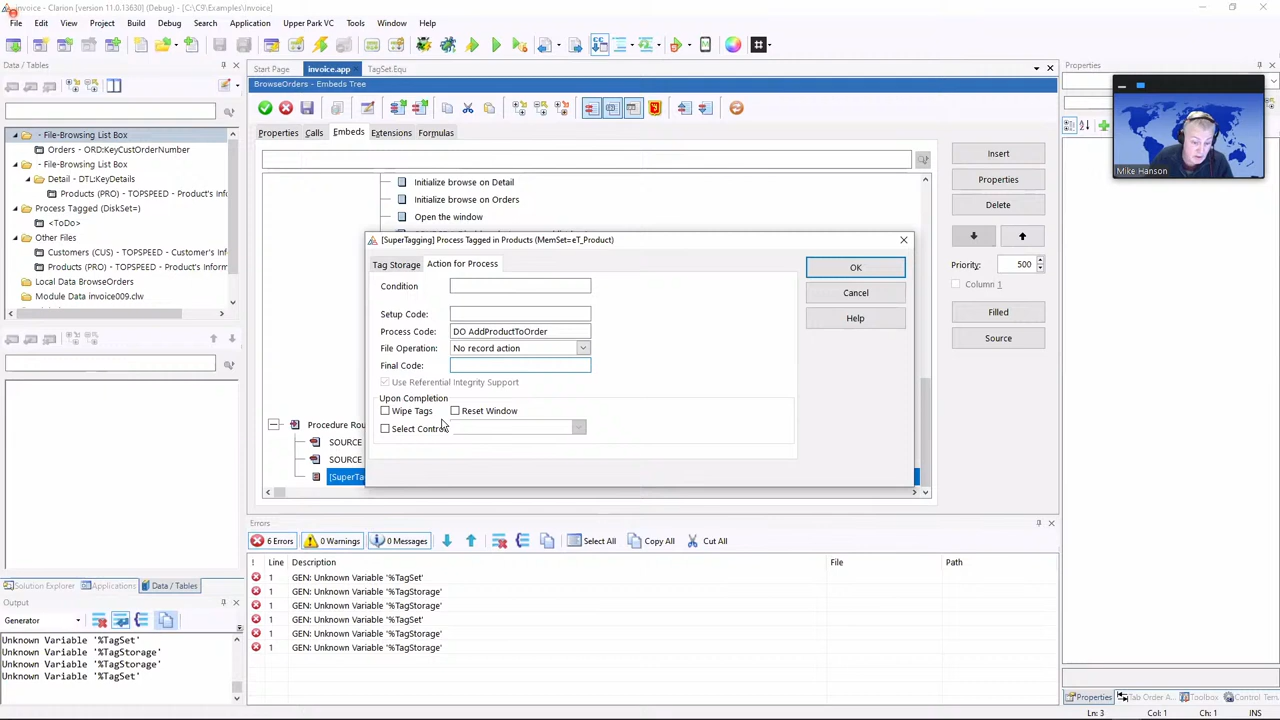 invoice - Clarion (version 11.0.13630) (Debug) - [C:\C9\Examples\Invoice]
File Edit View Project Build Debug Search Application Upper Park VC Tools Window Help
Data / Tables
- File-Browsing List Box
Orders - ORD:KeyCustOrderNumber
- File-Browsing List Box
Detail - DTL:KeyDetails
Products (PRO) - TOPSPEED - Product's Info
Process Tagged (DiskSet=)
<ToDo>
Other Files
Customers (CUS) - TOPSPEED - Customer's Info
Products (PRO) - TOPSPEED - Product's Inform
Local Data BrowseOrders
Module Data invoice009.clw
Solution Explorer Applications Data / Tables
Output
Generator
Unknown Variable '%TagSet'
Unknown Variable '%TagStorage'
Unknown Variable '%TagStorage'
Unknown Variable '%TagSet'
Start Page invoice.app TagSet.Equ
BrowseOrders - Embeds Tree
Properties Calls Embeds Extensions Formulas
Initialize browse on Detail
Initialize browse on Orders
Open the window
Procedure Rou
SOURCE
SOURCE
[SuperTa
Insert
Properties
Delete
Priority: 500
Column 1
Filled
Source
[SuperTagging] Process Tagged in Products (MemSet=eT_Product)
Tag Storage Action for Process
Condition
Setup Code:
Process Code: DO AddProductToOrder
File Operation: No record action
Final Code:
Use Referential Integrity Support
Upon Completion
Wipe Tags Reset Window
Select Control
OK
Cancel
Help
Errors
6 Errors 0 Warnings 0 Messages Select All Copy All Cut All
! Line Description File Path
1 GEN: Unknown Variable '%TagSet'
1 GEN: Unknown Variable '%TagStorage'
1 GEN: Unknown Variable '%TagStorage'
1 GEN: Unknown Variable '%TagSet'
1 GEN: Unknown Variable '%TagStorage'
1 GEN: Unknown Variable '%TagStorage'
Properties
Mike Hanson
Properties Tab Order A... Toolbox Control Tem
Ln: 3 Col: 1 Ch: 1 INS